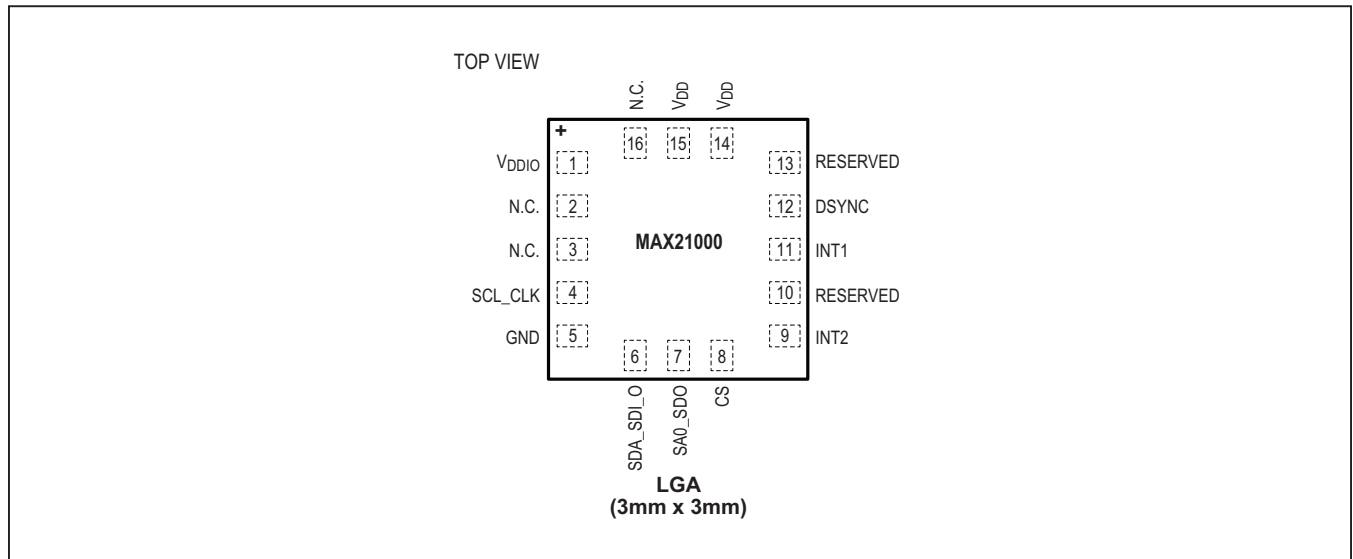 TOP VIEW
N.C.
VDD
VDD
+
16
15
14
VDDIO
1
13
RESERVED
N.C.
2
12
DSYNC
N.C.
3
MAX21000
11
INT1
SCL_CLK
4
10
RESERVED
GND
5
9
INT2
6
7
8
SDA_SDI_O
SA0_SDO
CS
LGA
(3mm x 3mm)